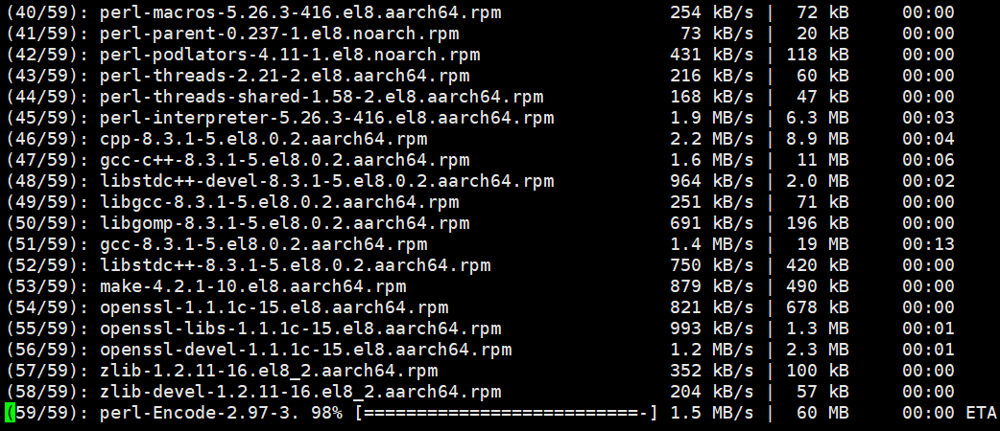 (40/59): perl-macros-5.26.3-416.el8.aarch64.rpm 254 kB/s | 72 kB 00:00
(41/59): perl-parent-0.237-1.el8.noarch.rpm 73 kB/s | 20 kB 00:00
(42/59): perl-podlators-4.11-1.el8.noarch.rpm 431 kB/s | 118 kB 00:00
(43/59): perl-threads-2.21-2.el8.aarch64.rpm 216 kB/s | 60 kB 00:00
(44/59): perl-threads-shared-1.58-2.el8.aarch64.rpm 168 kB/s | 47 kB 00:00
(45/59): perl-interpreter-5.26.3-416.el8.aarch64.rpm 1.9 MB/s | 6.3 MB 00:03
(46/59): cpp-8.3.1-5.el8.0.2.aarch64.rpm 2.2 MB/s | 8.9 MB 00:04
(47/59): gcc-c++-8.3.1-5.el8.0.2.aarch64.rpm 1.6 MB/s | 11 MB 00:06
(48/59): libstdc++-devel-8.3.1-5.el8.0.2.aarch64.rpm 964 kB/s | 2.0 MB 00:02
(49/59): libgcc-8.3.1-5.el8.0.2.aarch64.rpm 251 kB/s | 71 kB 00:00
(50/59): libgomp-8.3.1-5.el8.0.2.aarch64.rpm 691 kB/s | 196 kB 00:00
(51/59): gcc-8.3.1-5.el8.0.2.aarch64.rpm 1.4 MB/s | 19 MB 00:13
(52/59): libstdc++-8.3.1-5.el8.0.2.aarch64.rpm 750 kB/s | 420 kB 00:00
(53/59): make-4.2.1-10.el8.aarch64.rpm 879 kB/s | 490 kB 00:00
(54/59): openssl-1.1.1c-15.el8.aarch64.rpm 821 kB/s | 678 kB 00:00
(55/59): openssl-libs-1.1.1c-15.el8.aarch64.rpm 993 kB/s | 1.3 MB 00:01
(56/59): openssl-devel-1.1.1c-15.el8.aarch64.rpm 1.2 MB/s | 2.3 MB 00:01
(57/59): zlib-1.2.11-16.el8_2.aarch64.rpm 352 kB/s | 100 kB 00:00
(58/59): zlib-devel-1.2.11-16.el8_2.aarch64.rpm 204 kB/s | 57 kB 00:00
(59/59): perl-Encode-2.97-3. 98% [==========================-] 1.5 MB/s | 60 MB 00:00 ETA